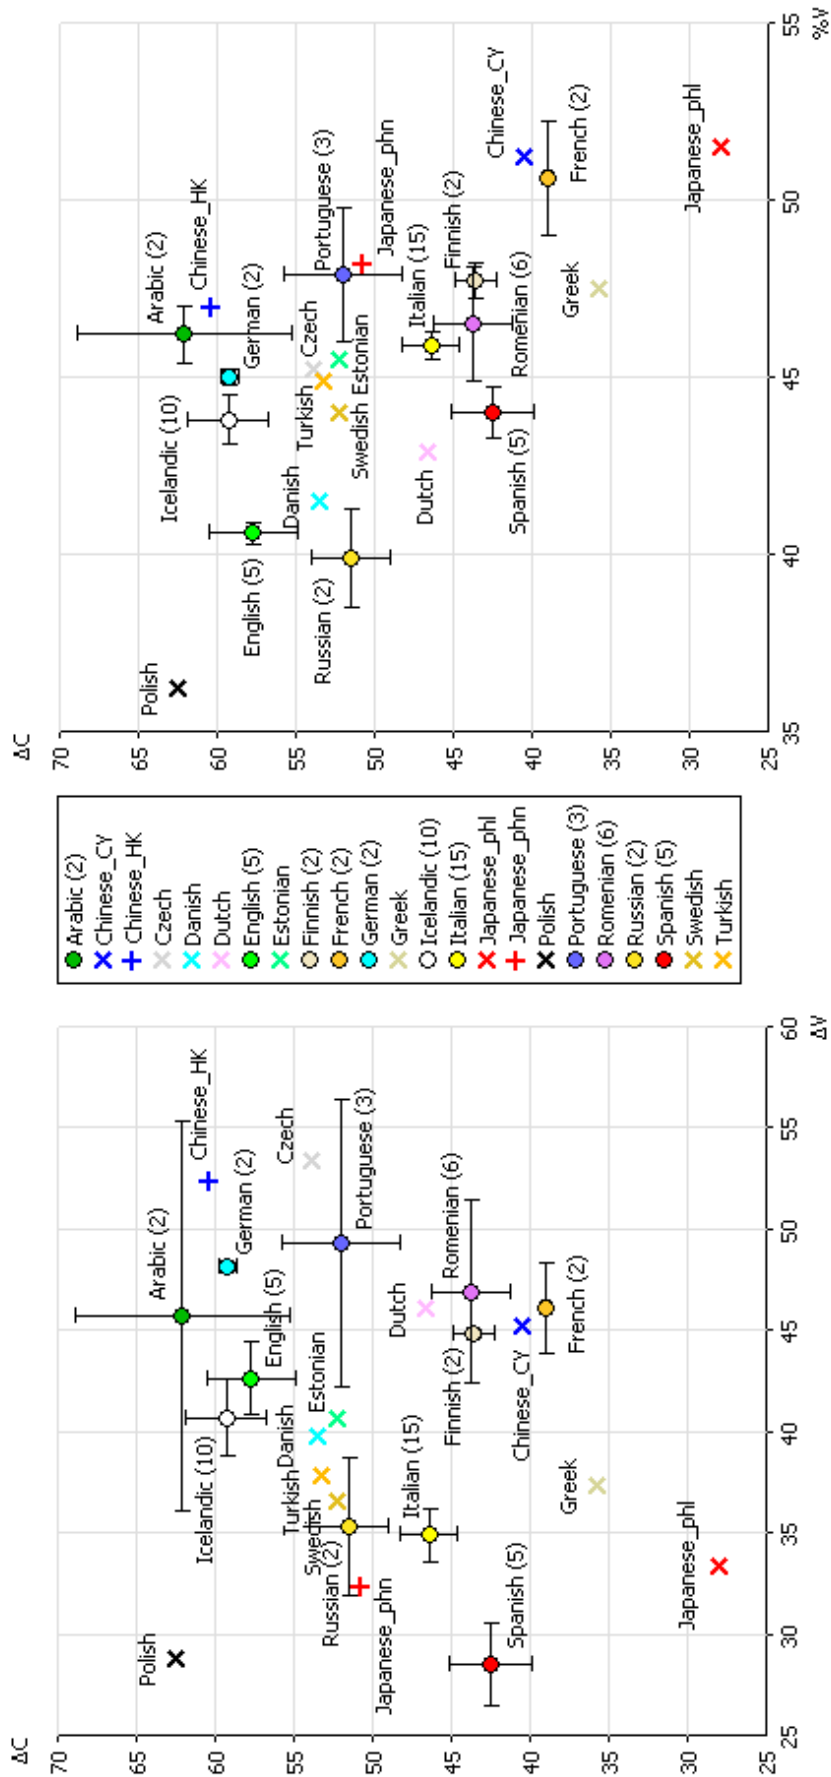 ΔC
70
65
60
55
50
45
40
35
30
25
25
30
35
40
45
50
55
60
ΔV
Polish
Arabic (2)
Chinese_HK
Icelandic (10)
German (2)
English (5)
Turkish
Danish
Estonian
Czech
Swedish
Russian (2)
Portuguese (3)
Japanese_phn
Italian (15)
Dutch
Finnish (2)
Romenian (6)
Spanish (5)
Chinese_CY
French (2)
Greek
Japanese_phl
Arabic (2)
Chinese_CY
Chinese_HK
Czech
Danish
Dutch
English (5)
Estonian
Finnish (2)
French (2)
German (2)
Greek
Icelandic (10)
Italian (15)
Japanese_phl
Japanese_phn
Polish
Portuguese (3)
Romenian (6)
Russian (2)
Spanish (5)
Swedish
Turkish
ΔC
70
65
60
55
50
45
40
35
30
25
35
40
45
50
55
%V
Polish
Arabic (2)
Chinese_HK
Icelandic (10)
German (2)
English (5)
Danish
Turkish
Czech
Portuguese (3)
Russian (2)
Swedish
Estonian
Japanese_phn
Dutch
Italian (15)
Finnish (2)
Spanish (5)
Romenian (6)
Chinese_CY
French (2)
Greek
Japanese_phl